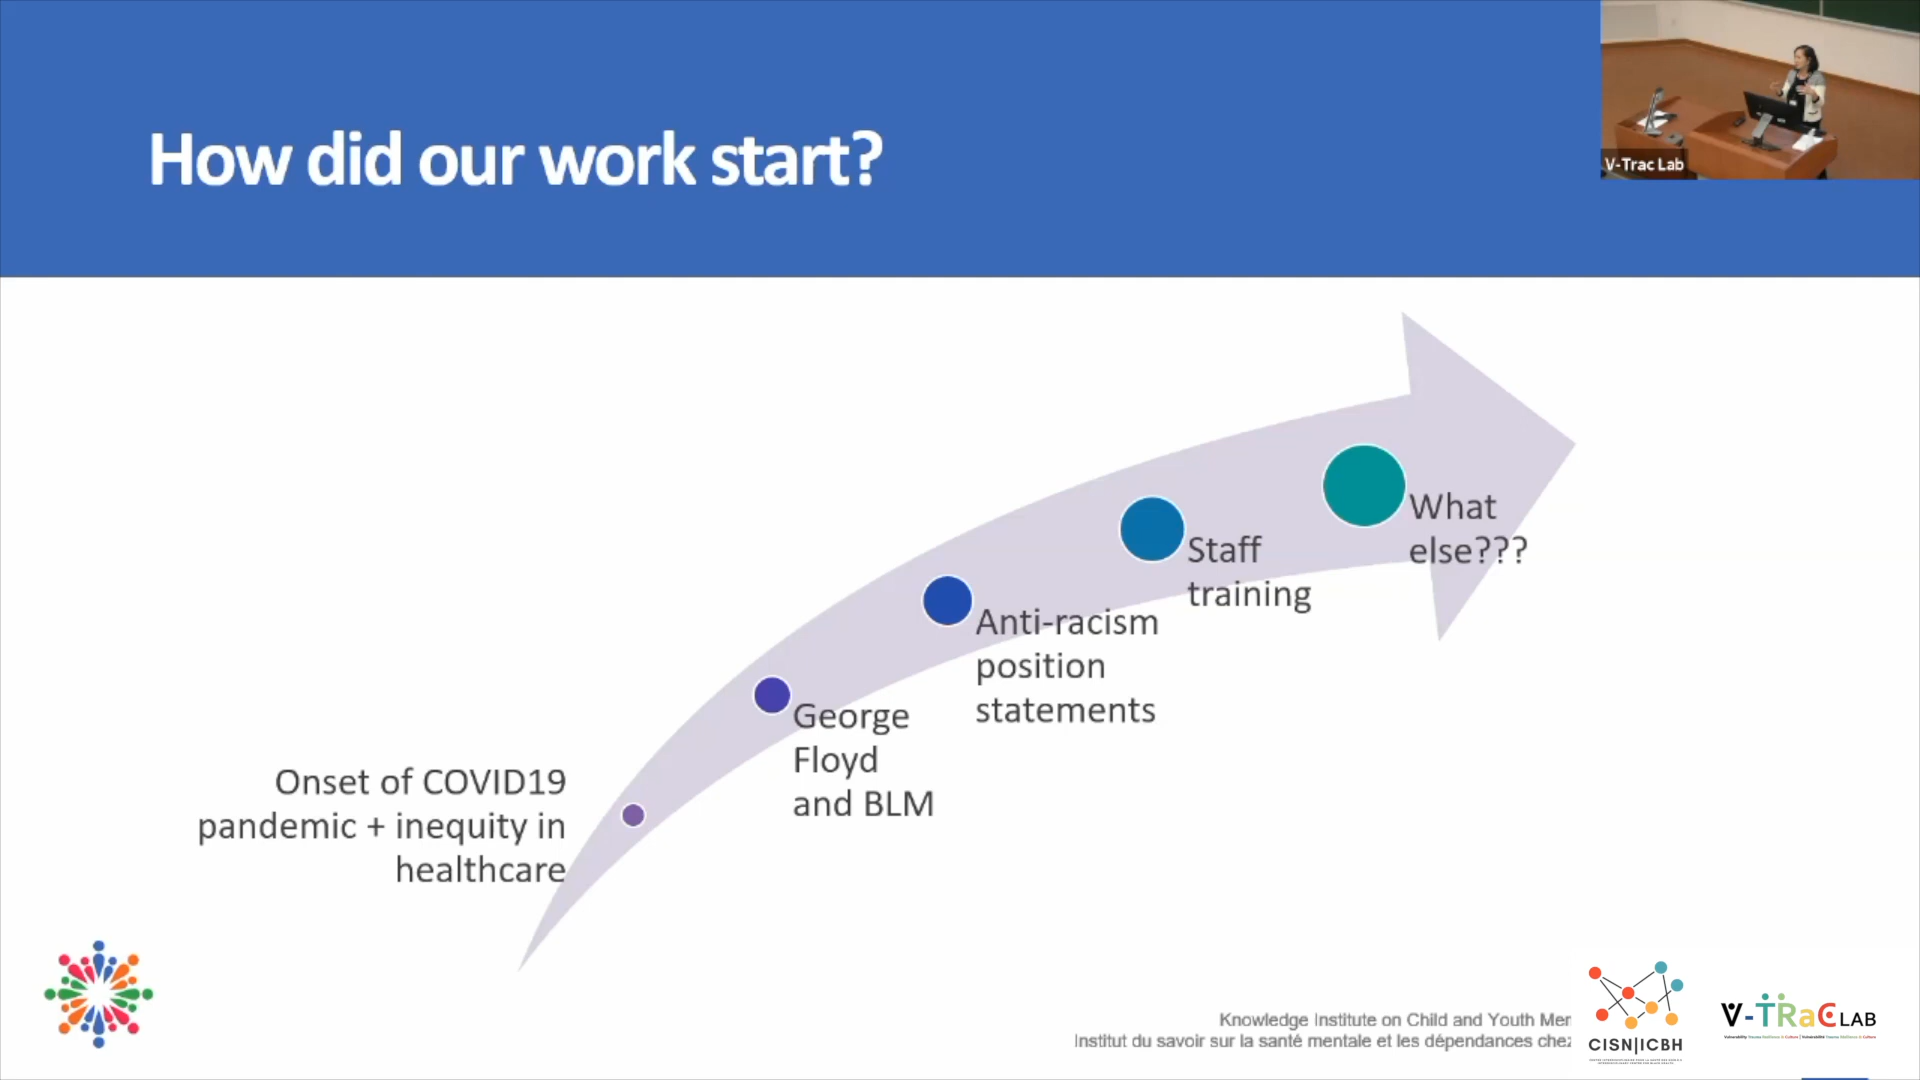 How did our work start?
V-Trac Lab
What
else???
Staff
training
Anti-racism
position
statements
George
Floyd
and BLM
Onset of COVID19
pandemic + inequity in
healthcare
Knowledge Institute on Child and Youth Men
Institut du savoir sur la santé mentale et les dépendances chez
CISN|ICBH
V-TRaC LAB